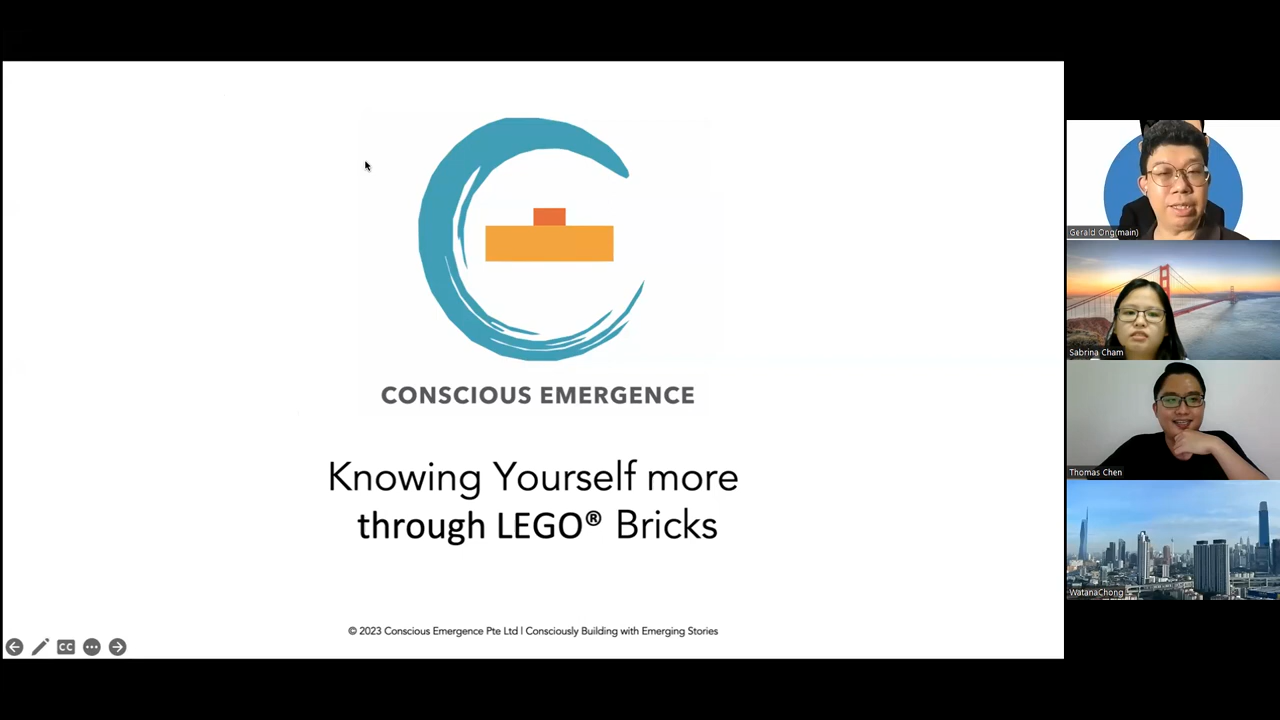 CONSCIOUS EMERGENCE
Knowing Yourself more
through LEGO® Bricks
© 2023 Conscious Emergence Pte Ltd | Consciously Building with Emerging Stories
CC
Gerald Ong(main)
Sabrina Cham
Thomas Chen
WatanaChong